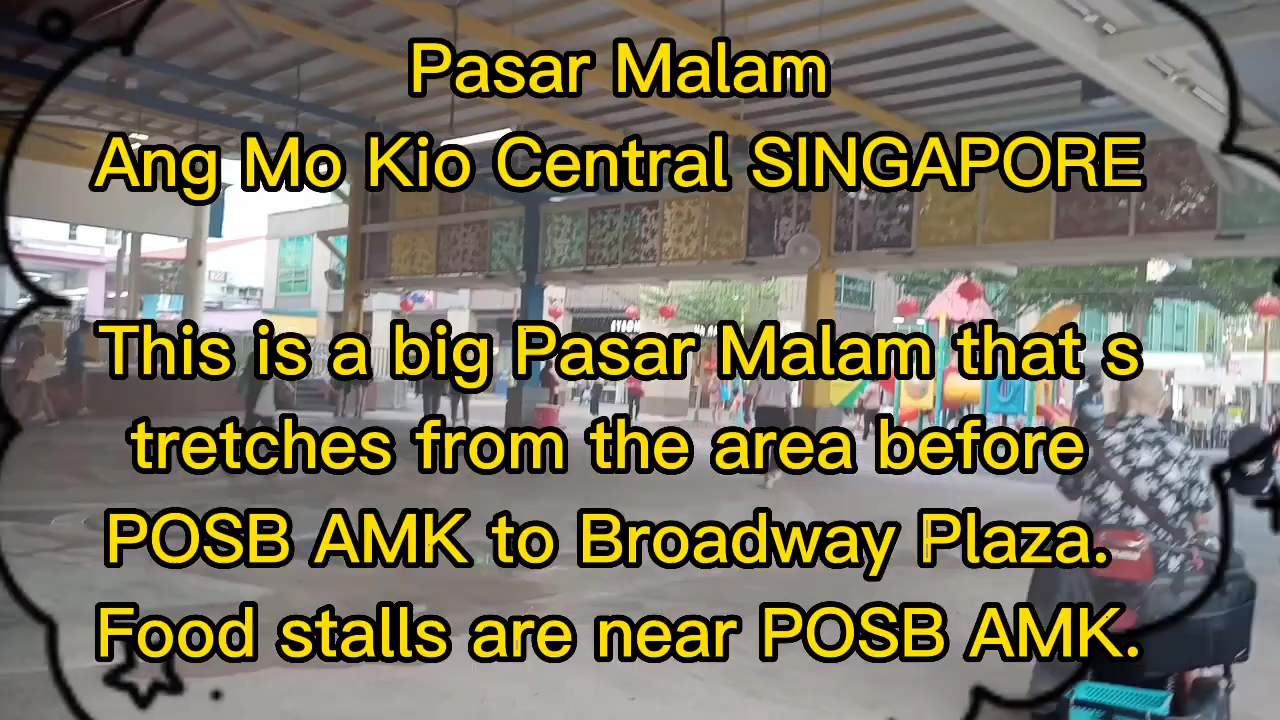 Pasar Malam
Ang Mo Kio Central SINGAPORE
This is a big Pasar Malam that s
tretches from the area before
POSB AMK to Broadway Plaza.
Food stalls are near POSB AMK.